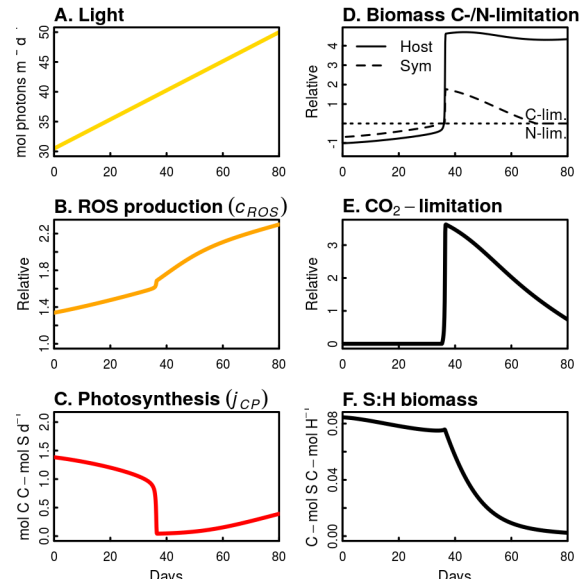 A. Light
mol photons m⁻ d
30 35 40 45 50
0 20 40 60 80
B. ROS production (c_ROS)
Relative
1.0 1.4 1.8 2.2
0 20 40 60 80
C. Photosynthesis (j_CP)
mol C C−mol S d⁻¹
0.0 0.5 1.0 1.5 2.0
0 20 40 60 80
Days
D. Biomass C-/N-limitation
Relative
-1 1 2 4
Host
Sym
C-lim.
N-lim.
0 20 40 60 80
E. CO₂−limitation
Relative
0 1 2 3
0 20 40 60 80
F. S:H biomass
C−mol S C−mol H⁻¹
0.00 0.04 0.08
0 20 40 60 80
Days